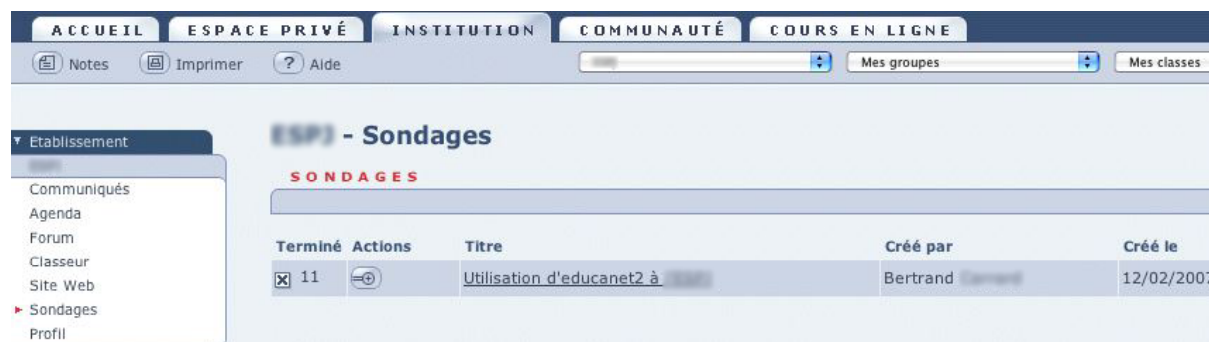 ACCUEIL ESPACE PRIVÉ INSTITUTION COMMUNAUTÉ COURS EN LIGNE
Notes Imprimer ? Aide Mes groupes Mes classes
Etablissement
- Sondages
SONDAGES
Communiqués
Agenda
Forum
Classeur
Site Web
Sondages
Profil
Terminé Actions Titre Créé par Créé le
11 Utilisation d'educanet2 à Bertrand 12/02/2007